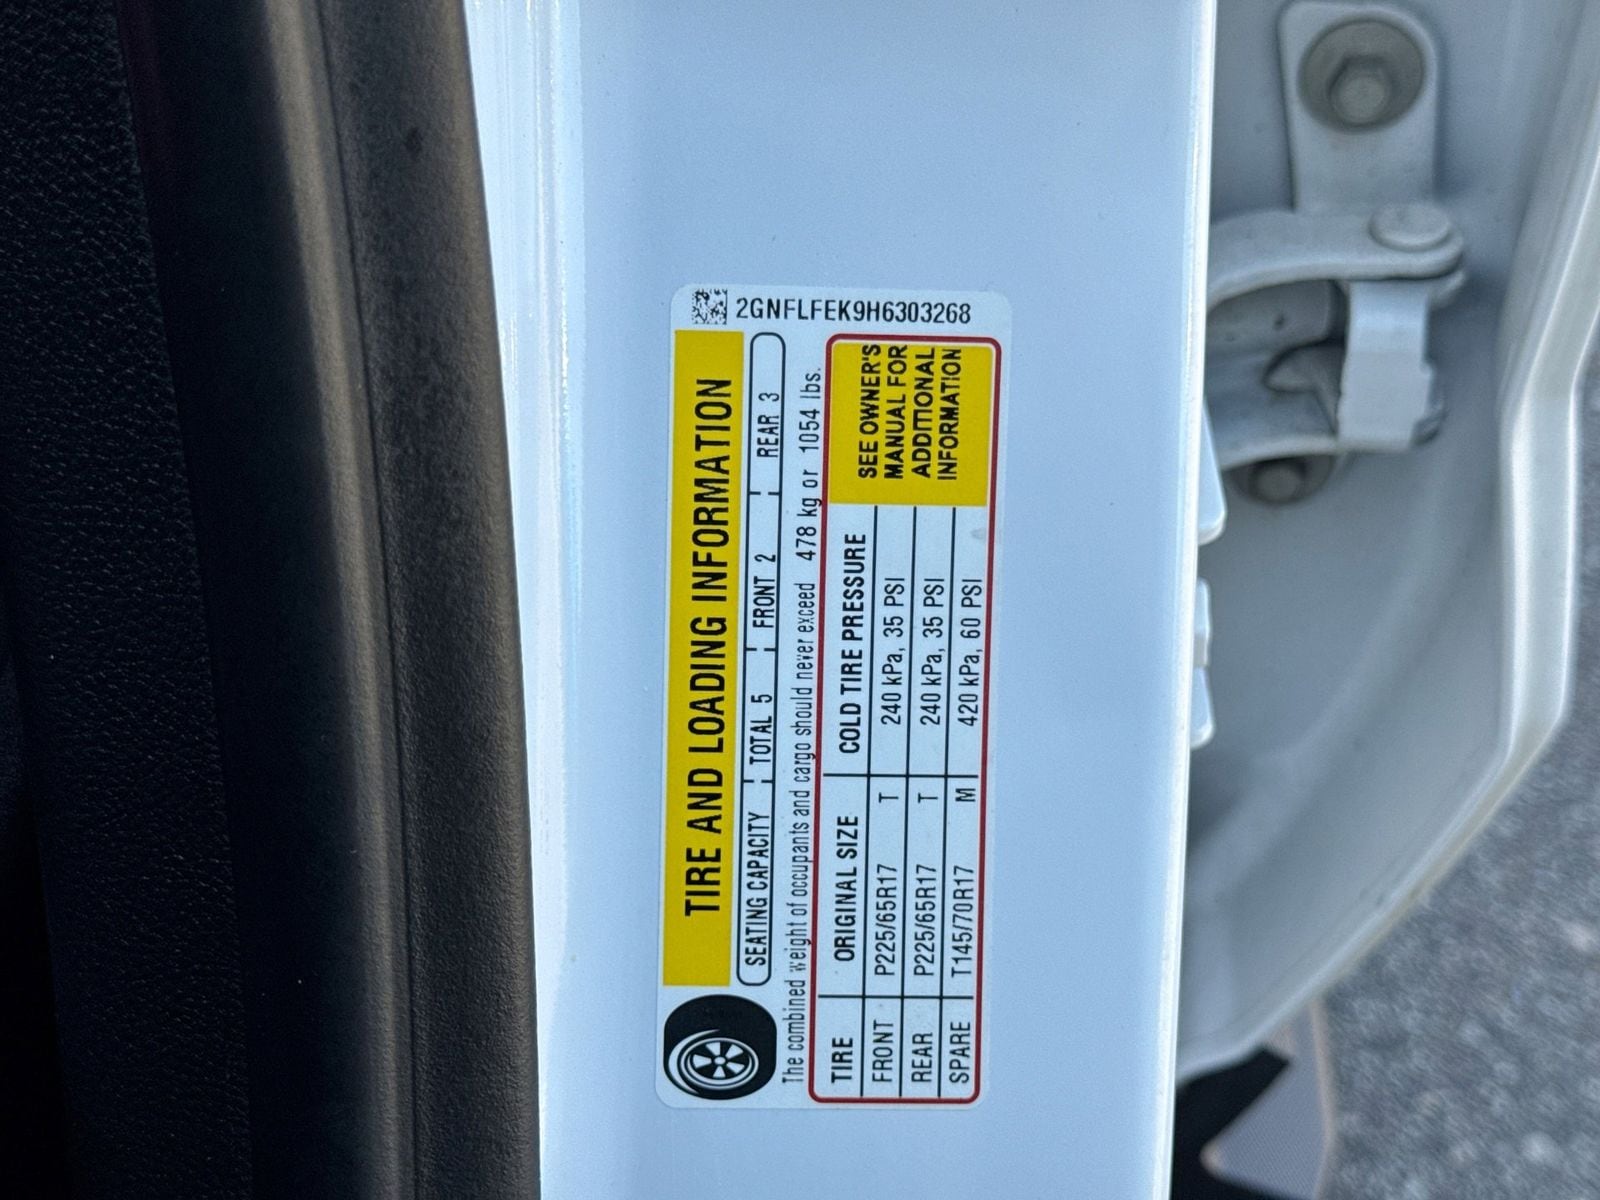 2GNFLFEK9H6303268
TIRE AND LOADING INFORMATION
SEATING CAPACITY TOTAL 5 FRONT 2 REAR 3
The combined weight of occupants and cargo should never exceed 478 kg or 1054 lbs.
TIRE ORIGINAL SIZE COLD TIRE PRESSURE
FRONT P225/65R17 T 240 kPa, 35 PSI
REAR P225/65R17 T 240 kPa, 35 PSI
SPARE T145/70R17 M 420 kPa, 60 PSI
SEE OWNER'S
MANUAL FOR
ADDITIONAL
INFORMATION